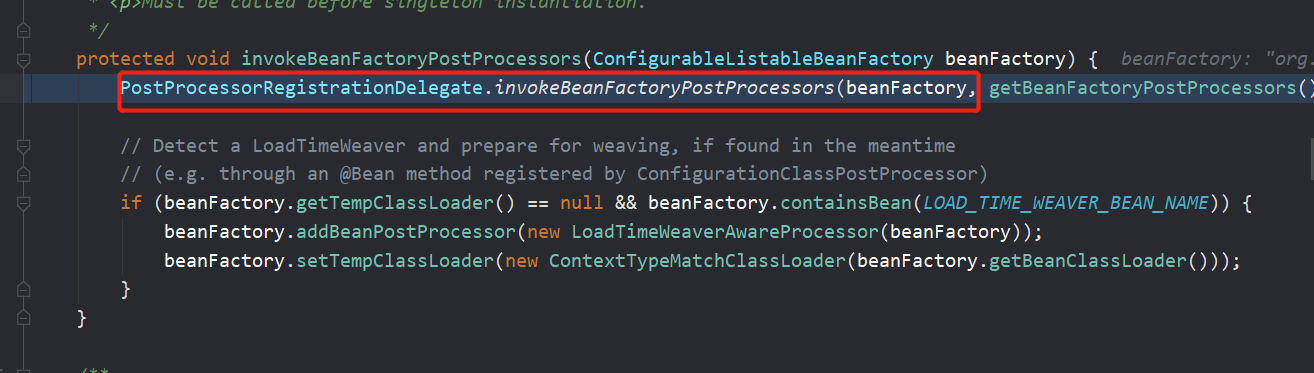 * <p>Must be called before singleton instantiation.
*/
protected void invokeBeanFactoryPostProcessors(ConfigurableListableBeanFactory beanFactory) { beanFactory: "org.
PostProcessorRegistrationDelegate.invokeBeanFactoryPostProcessors(beanFactory, getBeanFactoryPostProcessors()
// Detect a LoadTimeWeaver and prepare for weaving, if found in the meantime
// (e.g. through an @Bean method registered by ConfigurationClassPostProcessor)
if (beanFactory.getTempClassLoader() == null && beanFactory.containsBean(LOAD_TIME_WEAVER_BEAN_NAME)) {
beanFactory.addBeanPostProcessor(new LoadTimeWeaverAwareProcessor(beanFactory));
beanFactory.setTempClassLoader(new ContextTypeMatchClassLoader(beanFactory.getBeanClassLoader()));
}
}
/**